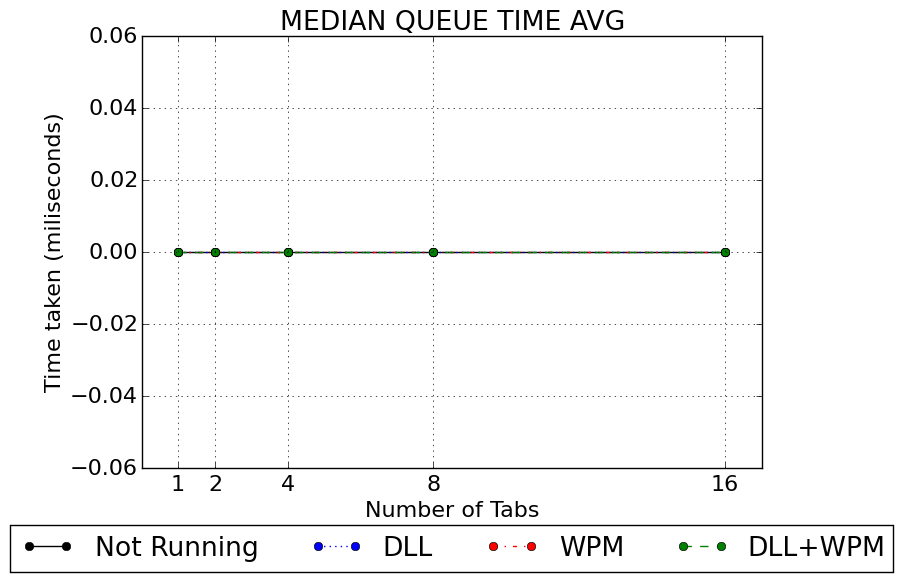 MEDIAN QUEUE TIME AVG
0.06
0.04
0.02
0.00
−0.02
−0.04
−0.06
Time taken (miliseconds)
1 2 4 8 16
Number of Tabs
Not Running DLL WPM DLL+WPM